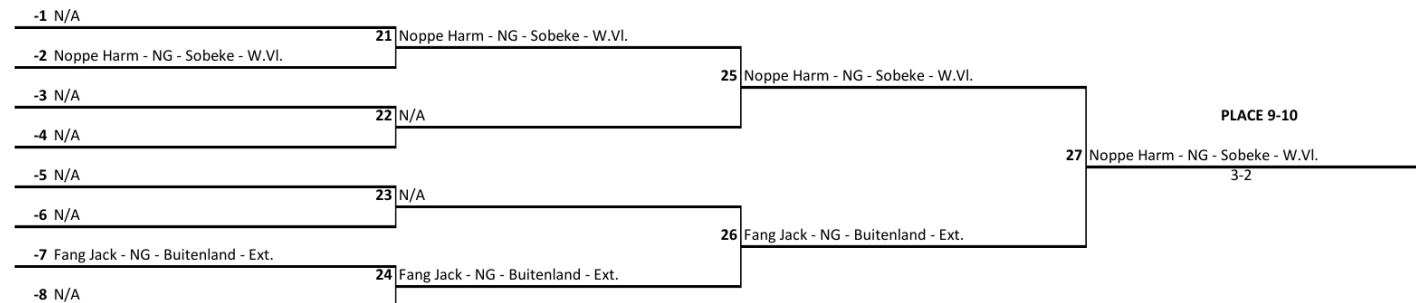 -1 N/A
21 Noppe Harm - NG - Sobeke - W.Vl.
-2 Noppe Harm - NG - Sobeke - W.Vl.
25 Noppe Harm - NG - Sobeke - W.Vl.
-3 N/A
22 N/A
PLACE 9-10
-4 N/A
27 Noppe Harm - NG - Sobeke - W.Vl.
3-2
-5 N/A
23 N/A
-6 N/A
26 Fang Jack - NG - Buitenland - Ext.
-7 Fang Jack - NG - Buitenland - Ext.
24 Fang Jack - NG - Buitenland - Ext.
-8 N/A